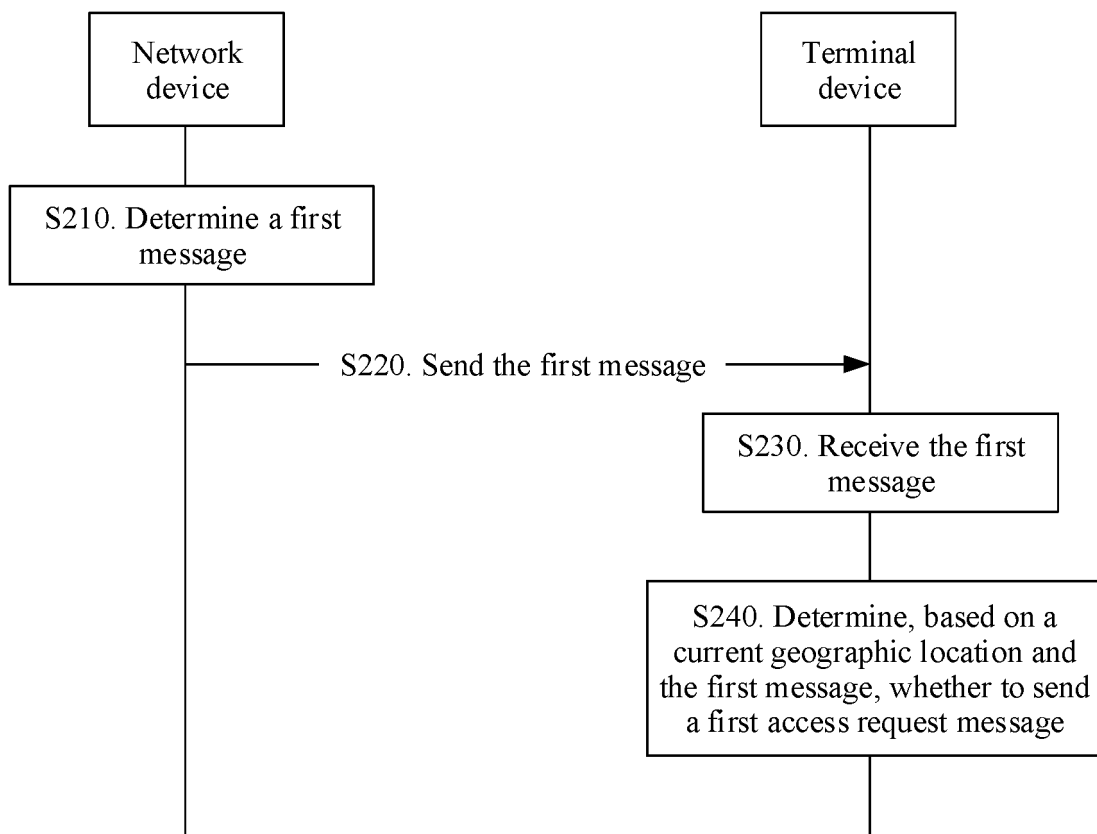 Network
device
Terminal
device
S210. Determine a first
message
S220. Send the first message
S230. Receive the first
message
S240. Determine, based on a
current geographic location and
the first message, whether to send
a first access request message